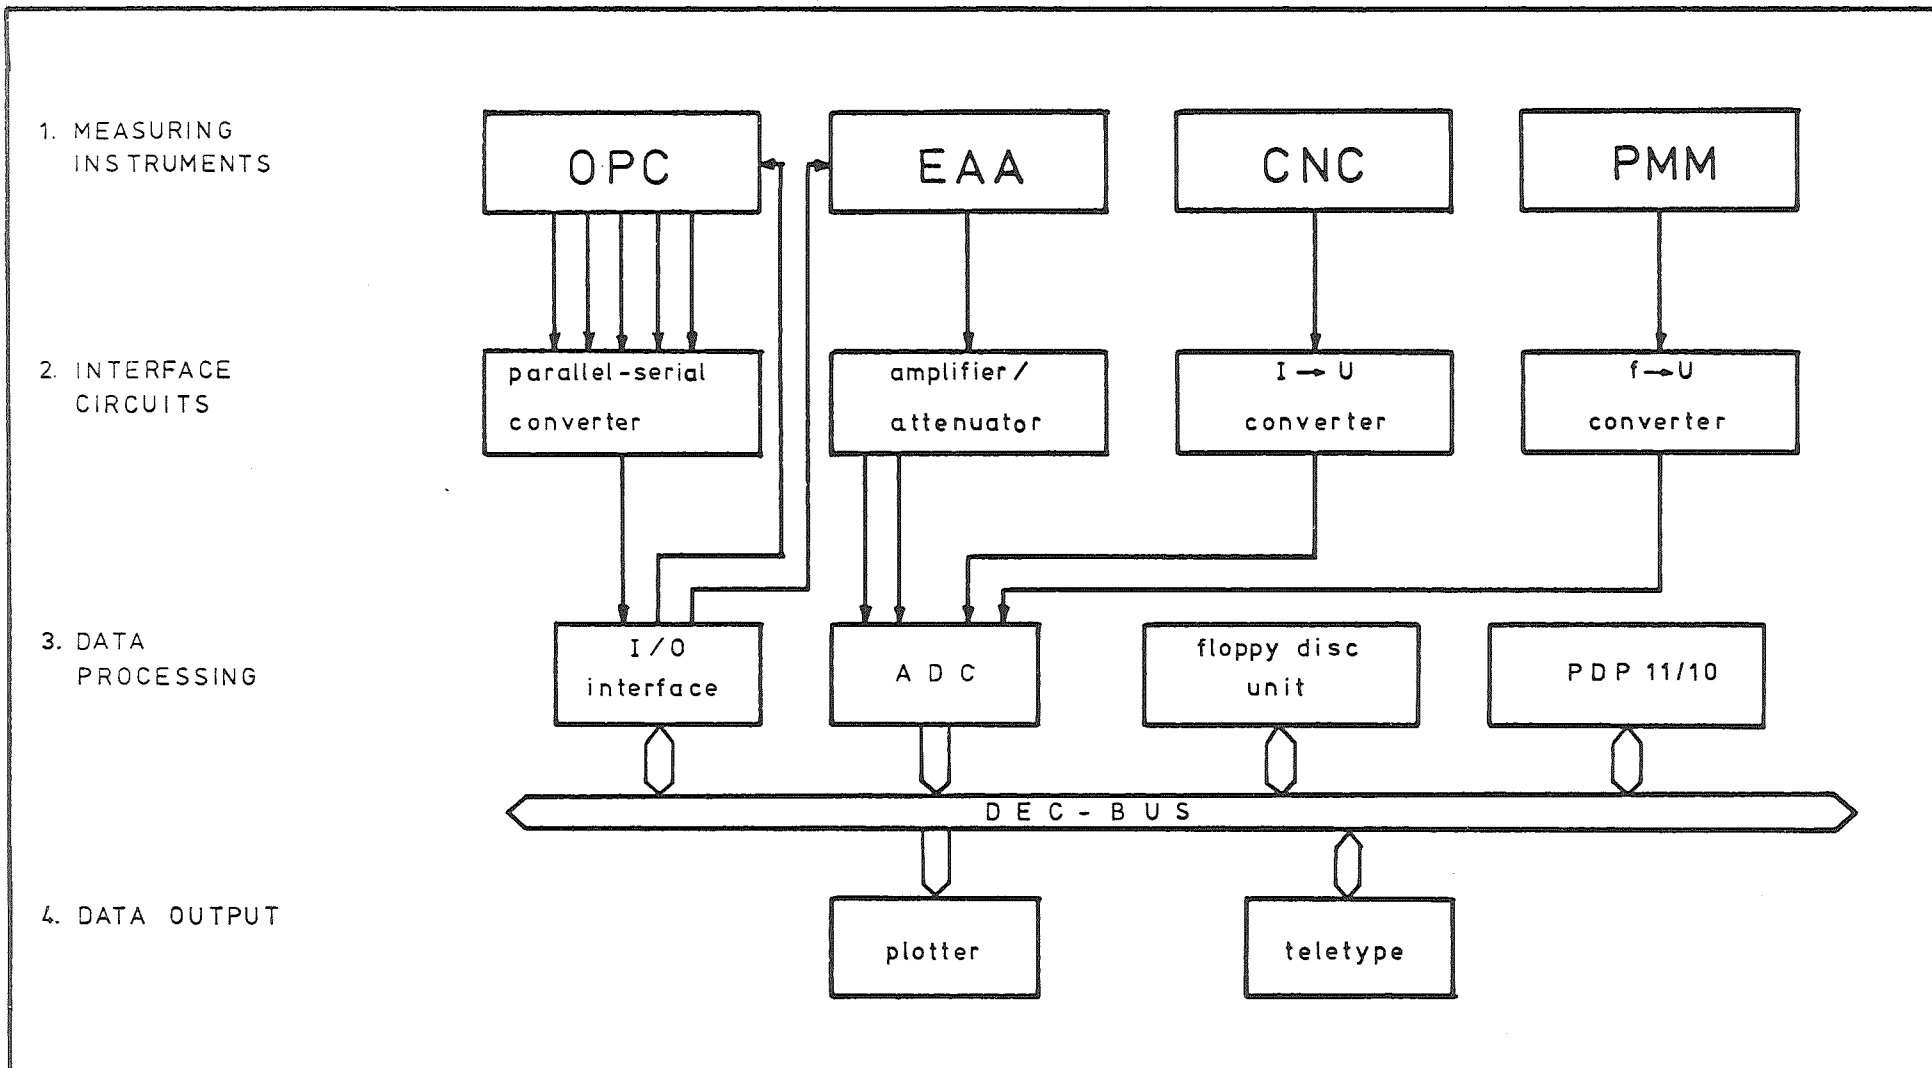 1. MEASURING
INSTRUMENTS
OPC
EAA
CNC
PMM
2. INTERFACE
CIRCUITS
parallel-serial
converter
amplifier/
attenuator
I → U
converter
f → U
converter
3. DATA
PROCESSING
I/O
interface
ADC
floppy disc
unit
PDP 11/10
DEC-BUS
4. DATA OUTPUT
plotter
teletype